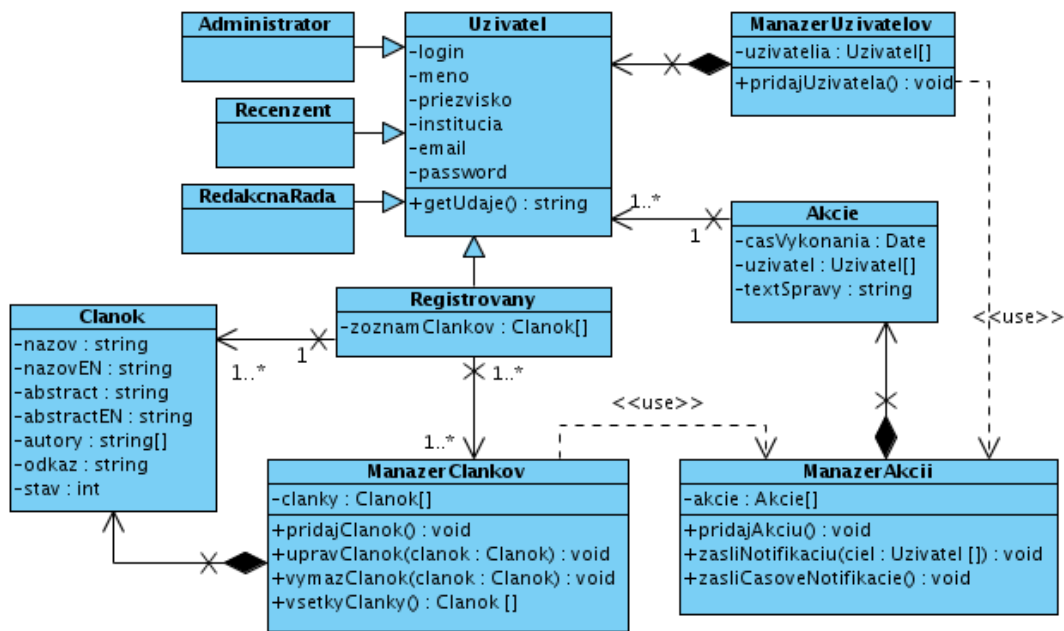 Administrator
Recenzent
RedakcnaRada
Uzivatel
-login
-meno
-priezvisko
-institucia
-email
-password
+getUdaje() : string
ManazerUzivatelov
-uzivatelia : Uzivatel[]
+pridajUzivatela() : void
1..*
1
Akcie
-casVykonania : Date
-uzivatel : Uzivatel[]
-textSpravy : string
<<use>>
Registrovany
-zoznamClankov : Clanok[]
Clanok
-nazov : string
-nazovEN : string
-abstract : string
-abstractEN : string
-autory : string[]
-odkaz : string
-stav : int
1..*
1
1..*
1..*
<<use>>
ManazerClankov
-clanky : Clanok[]
+pridajClanok() : void
+upravClanok(clanok : Clanok) : void
+vymazClanok(clanok : Clanok) : void
+vsetkyClanky() : Clanok []
ManazerAkcii
-akcie : Akcie[]
+pridajAkciu() : void
+zasliNotifikaciu(ciel : Uzivatel []) : void
+zasliCasoveNotifikacie() : void